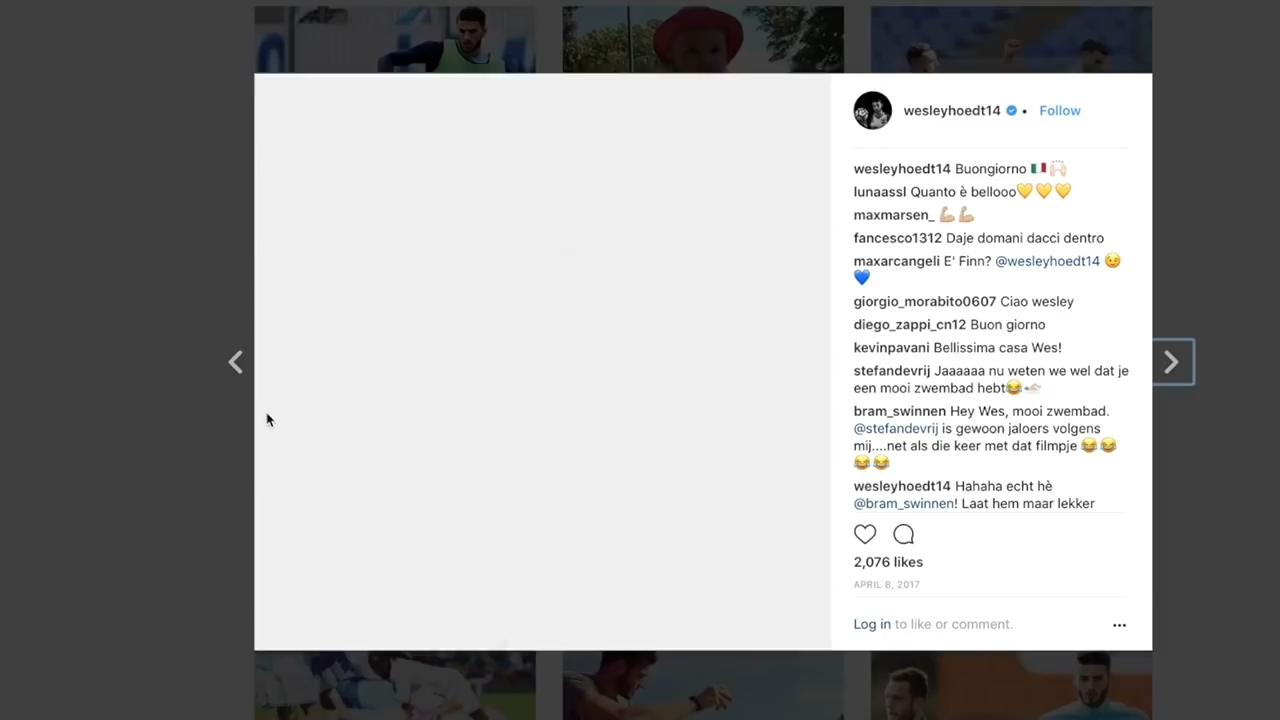 wesleyhoedt14 • Follow
wesleyhoedt14 Buongiorno 🇮🇹🙌🏻
lunaassl Quanto è bellooo💛💛💛
maxmarsen_ 💪🏼💪🏼
fancesco1312 Daje domani dacci dentro
maxarcangeli E' Finn? @wesleyhoedt14 😉
💙
giorgio_morabito0607 Ciao wesley
diego_zappi_cn12 Buon giorno
kevinpavani Bellissima casa Wes!
stefandevrij Jaaaaaa nu weten we wel dat je
een mooi zwembad hebt😂
bram_swinnen Hey Wes, mooi zwembad.
@stefandevrij is gewoon jaloers volgens
mij....net als die keer met dat filmpje 😂😂
😂😂
wesleyhoedt14 Hahaha echt hè
@bram_swinnen! Laat hem maar lekker
2,076 likes
APRIL 8, 2017
Log in to like or comment.